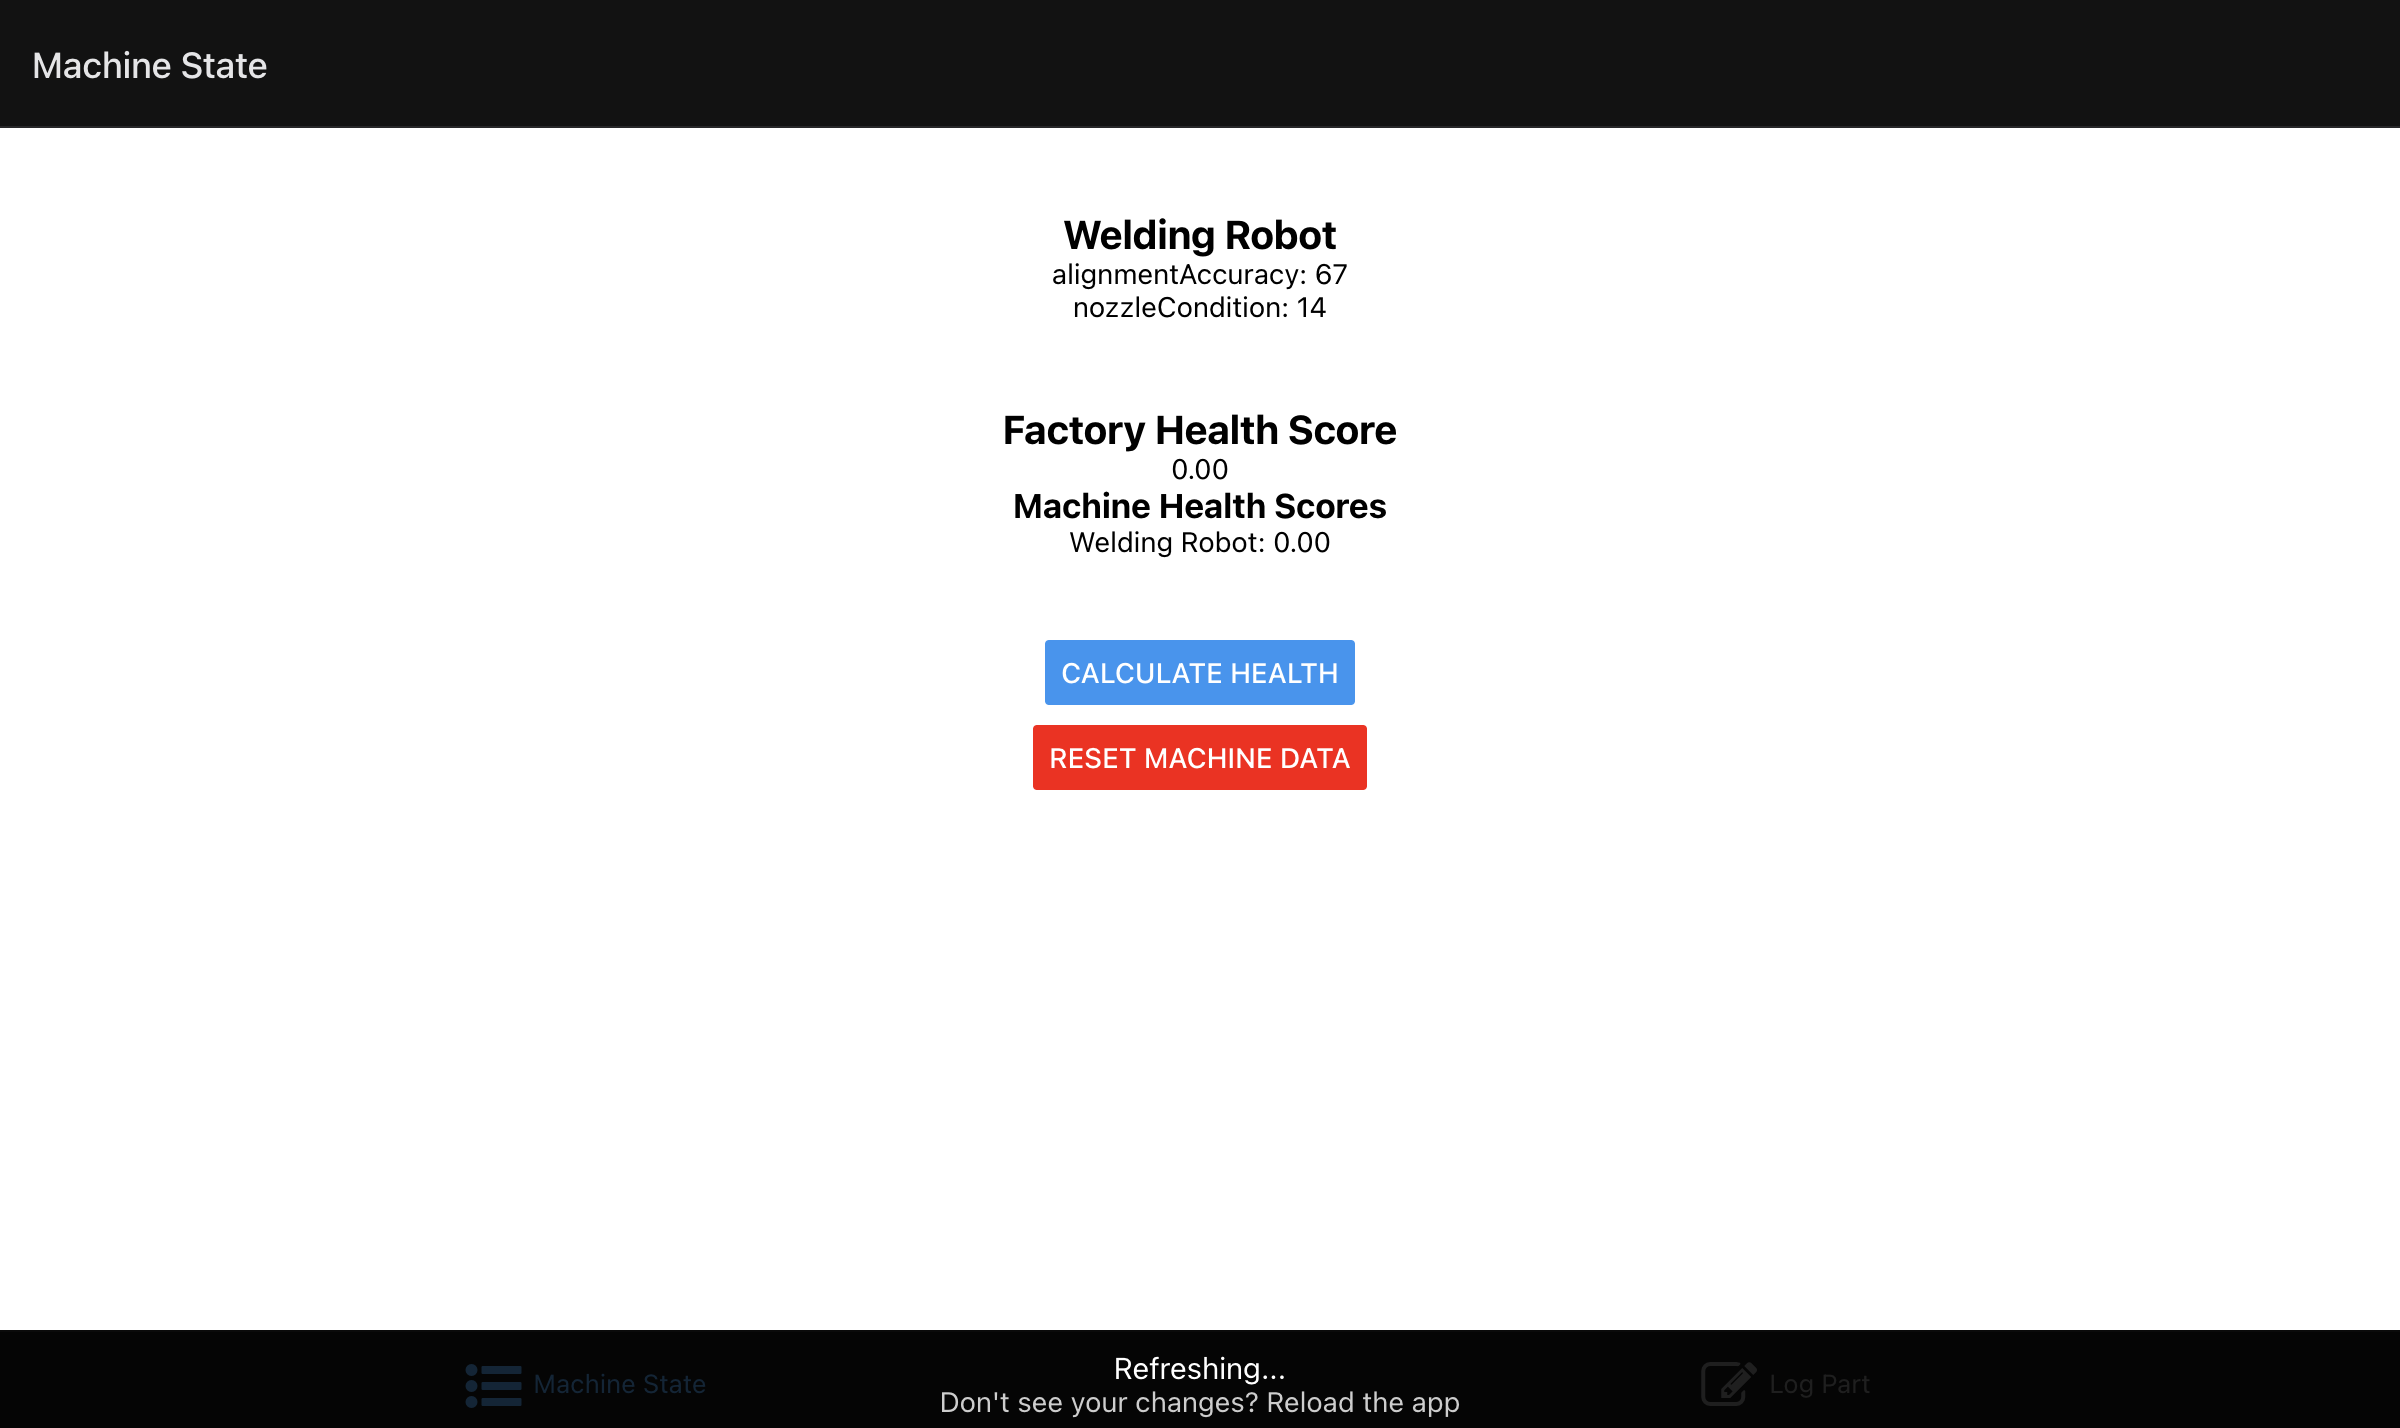 Machine State
Welding Robot
alignmentAccuracy: 67
nozzleCondition: 14
Factory Health Score
0.00
Machine Health Scores
Welding Robot: 0.00
CALCULATE HEALTH
RESET MACHINE DATA
Machine State
Refreshing...
Don't see your changes? Reload the app
Log Part